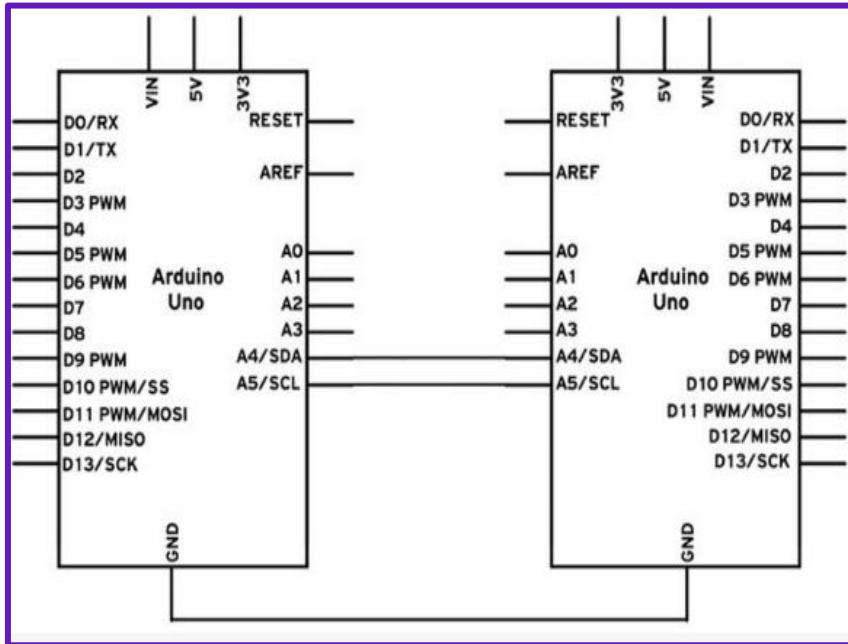 VIN
5V
3V3
D0/RX
D1/TX
D2
D3 PWM
D4
D5 PWM
D6 PWM
D7
D8
D9 PWM
D10 PWM/SS
D11 PWM/MOSI
D12/MISO
D13/SCK
Arduino
Uno
RESET
AREF
A0
A1
A2
A3
A4/SDA
A5/SCL
GND
3V3
5V
VIN
RESET
AREF
A0
A1
A2
A3
A4/SDA
A5/SCL
Arduino
Uno
D0/RX
D1/TX
D2
D3 PWM
D4
D5 PWM
D6 PWM
D7
D8
D9 PWM
D10 PWM/SS
D11 PWM/MOSI
D12/MISO
D13/SCK
GND